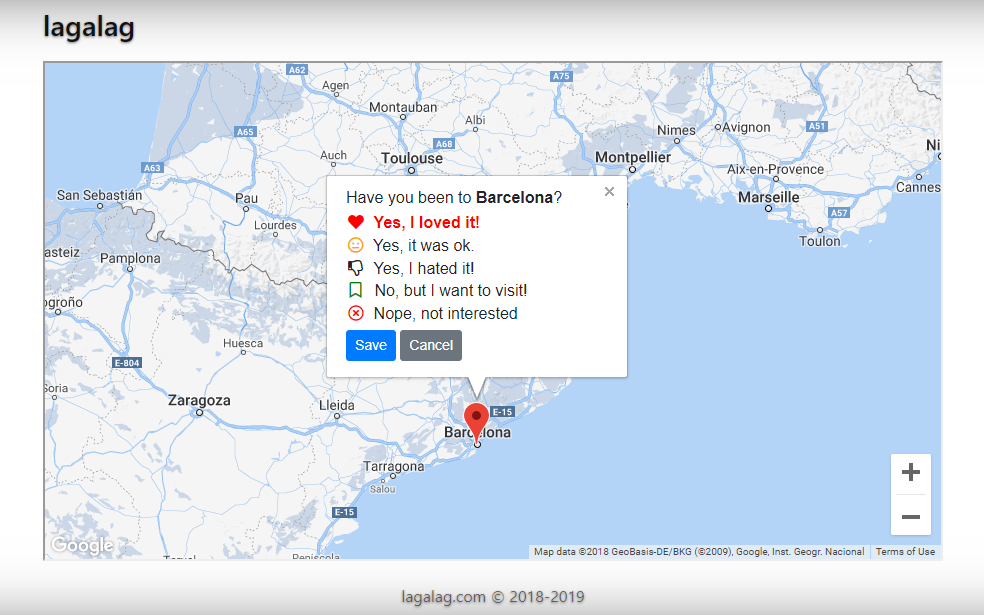 lagalag
A62
A75
Agen
Montauban
Albi
Nimes
Avignon
A51
A65
A68
Auch
Toulouse
Montpellier
Ni
A63
Aix-en-Provence
San Sebastián
Pau
Marseille
Cannes
Lourdes
A57
Toulon
asteiz
Pamplona
ogroño
Have you been to Barcelona?
×
Yes, I loved it!
Yes, it was ok.
Yes, I hated it!
No, but I want to visit!
Nope, not interested
Save Cancel
Huesca
E-804
Soria
Zaragoza
Lleida
E-15
Barcelona
Tarragona
Salou
E-15
+
−
Google
Teruel
Peniscola
Map data ©2018 GeoBasis-DE/BKG (©2009), Google, Inst. Geogr. Nacional
Terms of Use
lagalag.com © 2018-2019